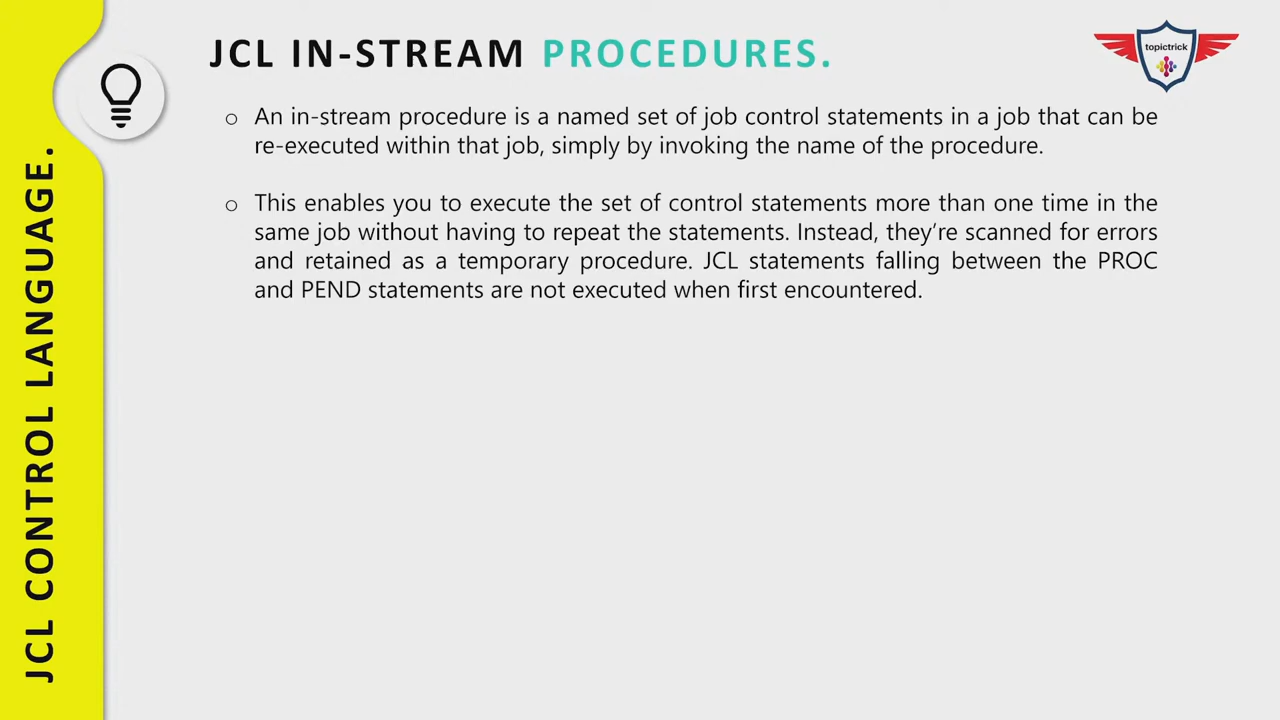 JCL IN-STREAM PROCEDURES.
topictrick
o An in-stream procedure is a named set of job control statements in a job that can be
re-executed within that job, simply by invoking the name of the procedure.
o This enables you to execute the set of control statements more than one time in the
same job without having to repeat the statements. Instead, they're scanned for errors
and retained as a temporary procedure. JCL statements falling between the PROC
and PEND statements are not executed when first encountered.
JCL CONTROL LANGUAGE.